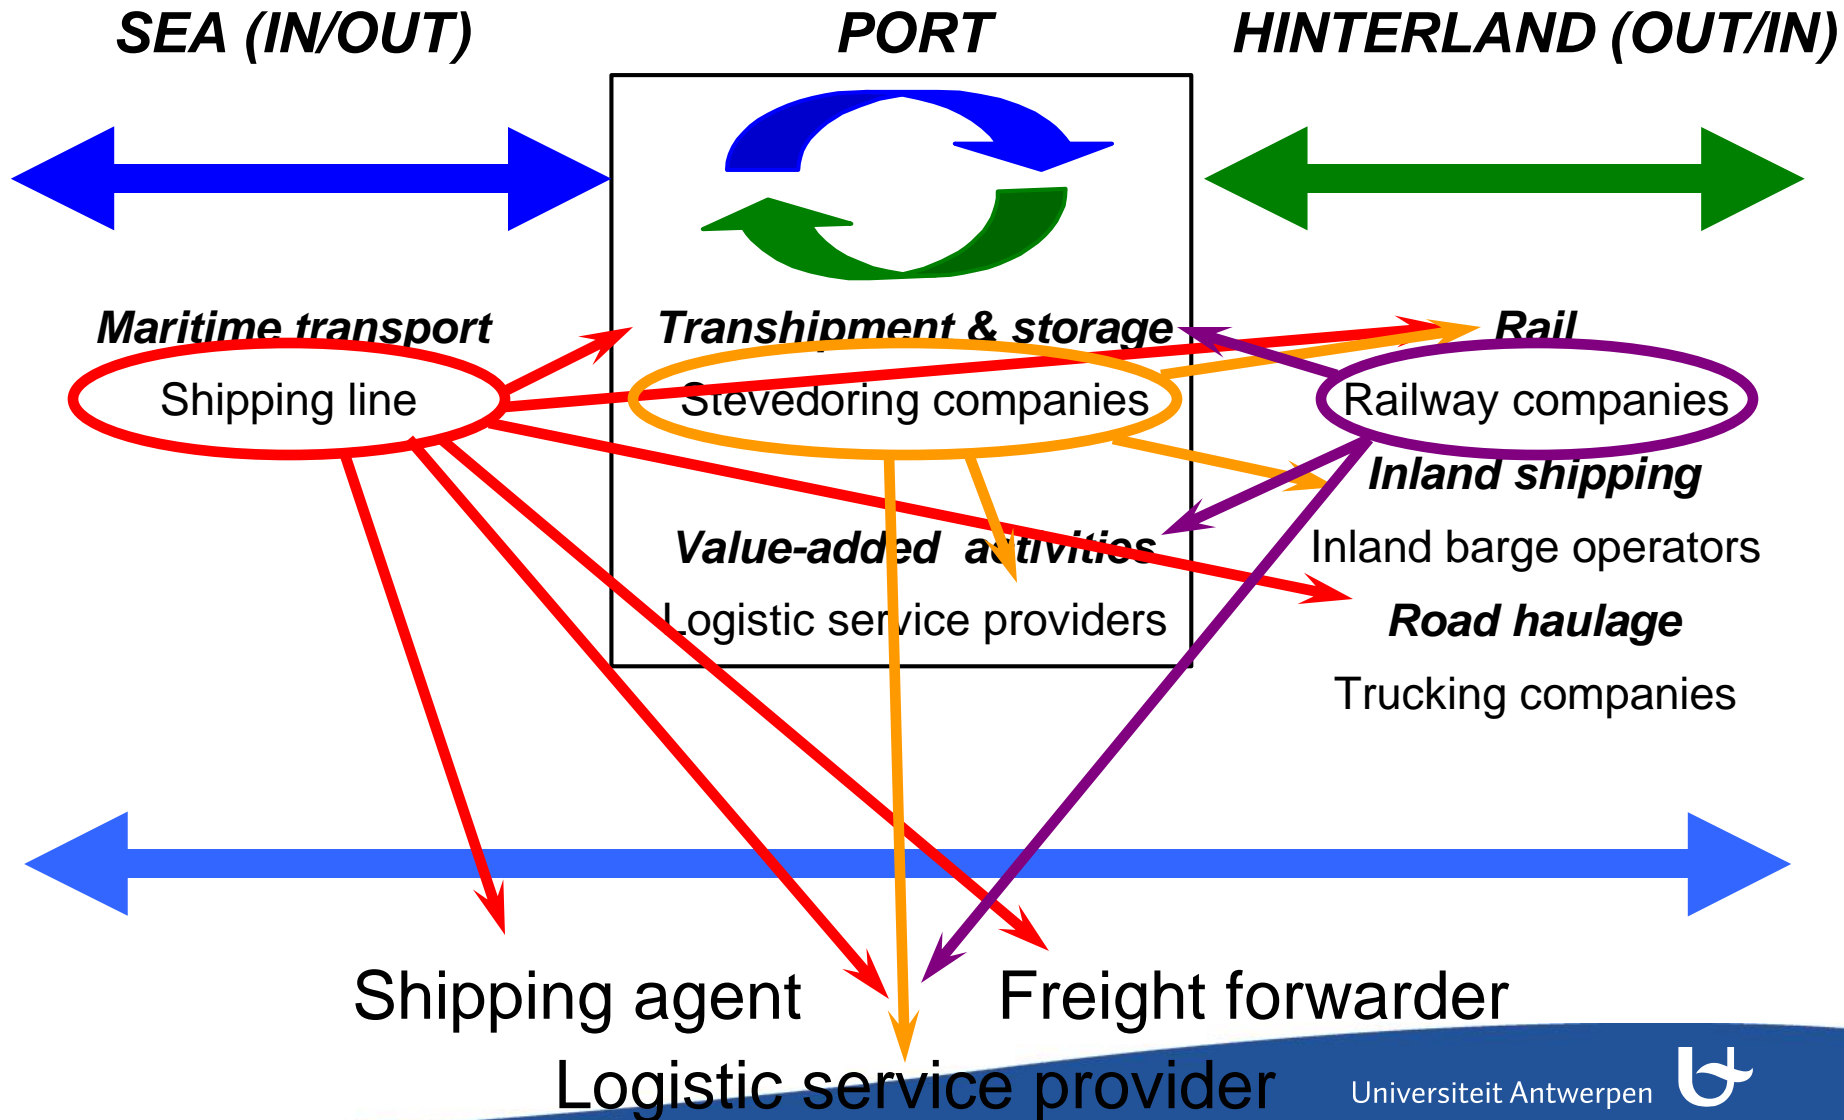 SEA (IN/OUT) PORT HINTERLAND (OUT/IN)
Maritime transport Transhipment & storage Rail
Shipping line Stevedoring companies Railway companies
Inland shipping
Value-added activities Inland barge operators
Logistic service providers Road haulage
Trucking companies
Shipping agent Freight forwarder
Logistic service provider
Universiteit Antwerpen